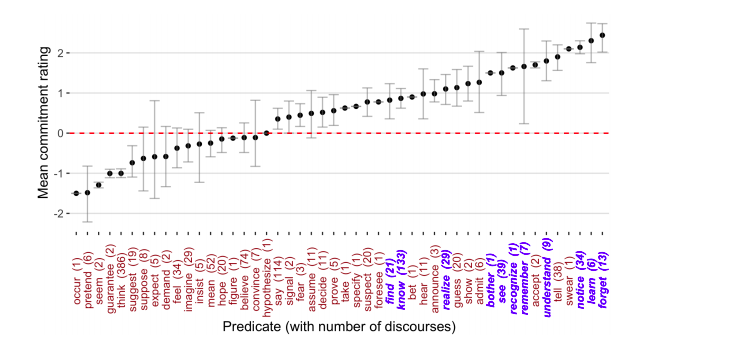 Mean commitment rating
2
1
0
-1
-2
occur (1)
pretend (6)
seem (2)
guarantee (2)
think (386)
suggest (19)
suppose (8)
expect (5)
demand (2)
feel (34)
imagine (29)
insist (5)
mean (52)
hope (20)
figure (1)
believe (74)
convince (7)
hypothesize (1)
say (114)
signal (2)
fear (3)
assume (11)
decide (11)
prove (5)
take (1)
specify (1)
suspect (20)
foresee (1)
find (21)
know (133)
bet (1)
hear (11)
announce (3)
realize (29)
guess (20)
show (2)
admit (6)
bother (1)
see (39)
recognize (1)
remember (7)
accept (2)
understand (9)
tell (38)
swear (1)
notice (34)
learn (6)
forget (13)
Predicate (with number of discourses)